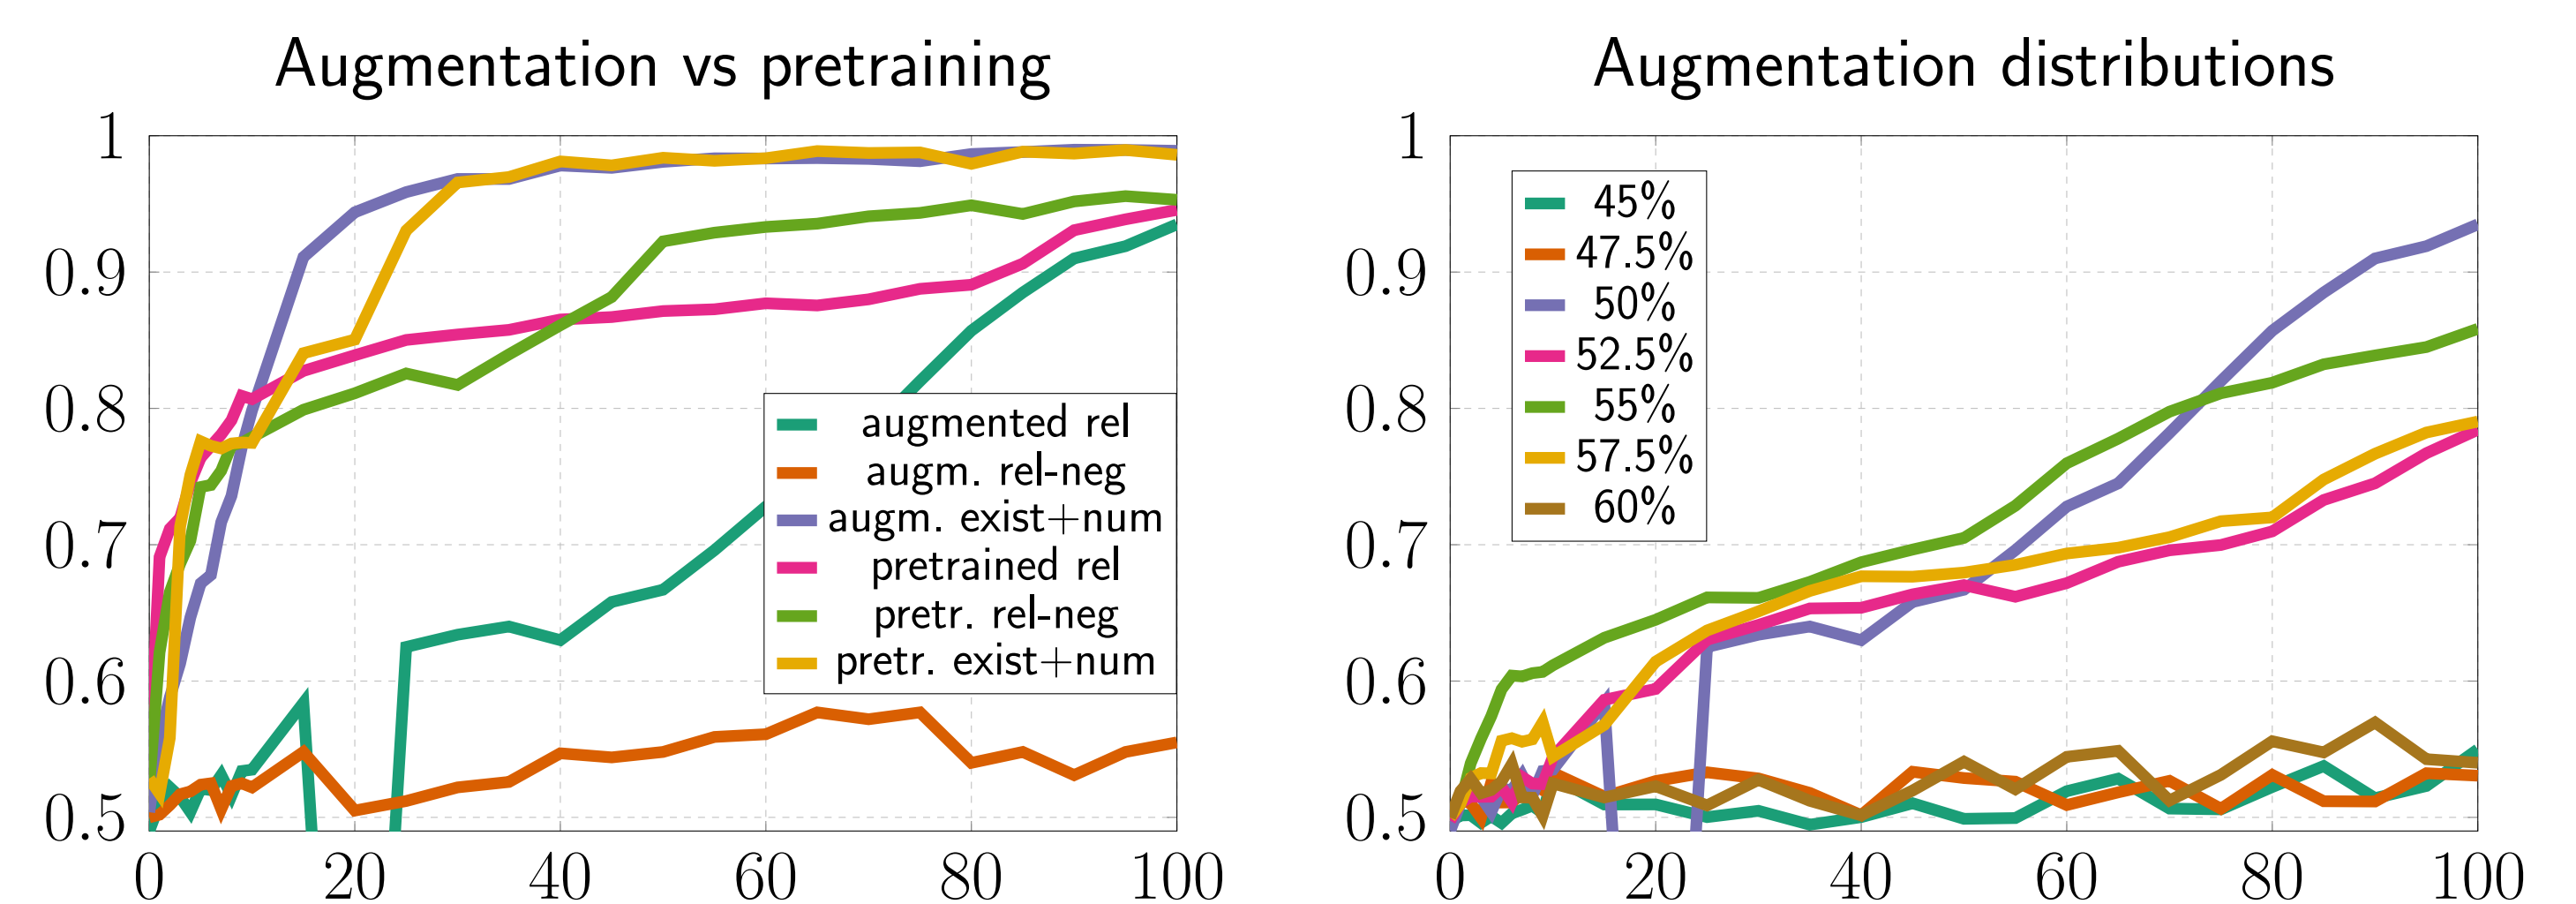 Augmentation vs pretraining
1
0.9
0.8
0.7
0.6
0.5
0 20 40 60 80 100
augmented rel
augm. rel-neg
augm. exist+num
pretrained rel
pretr. rel-neg
pretr. exist+num
Augmentation distributions
1
0.9
0.8
0.7
0.6
0.5
0 20 40 60 80 100
45%
47.5%
50%
52.5%
55%
57.5%
60%